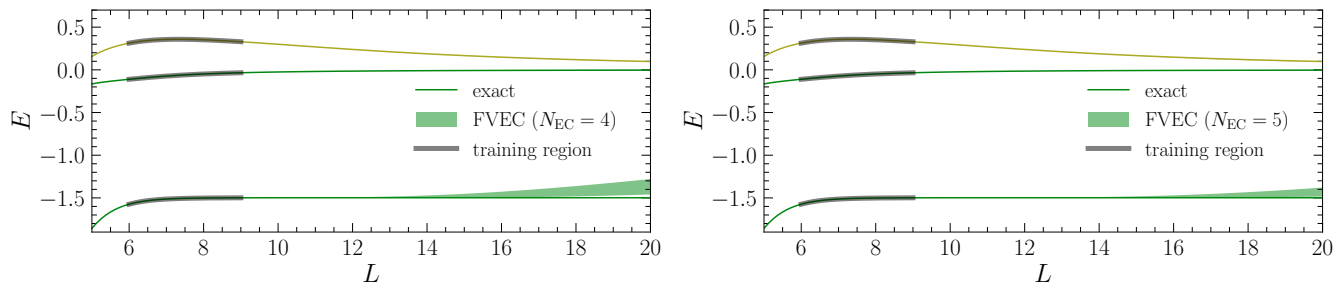 0.5
0.0
−0.5
−1.0
−1.5
E
exact
FVEC (N_EC = 4)
training region
6 8 10 12 14 16 18 20
L
0.5
0.0
−0.5
−1.0
−1.5
E
exact
FVEC (N_EC = 5)
training region
6 8 10 12 14 16 18 20
L